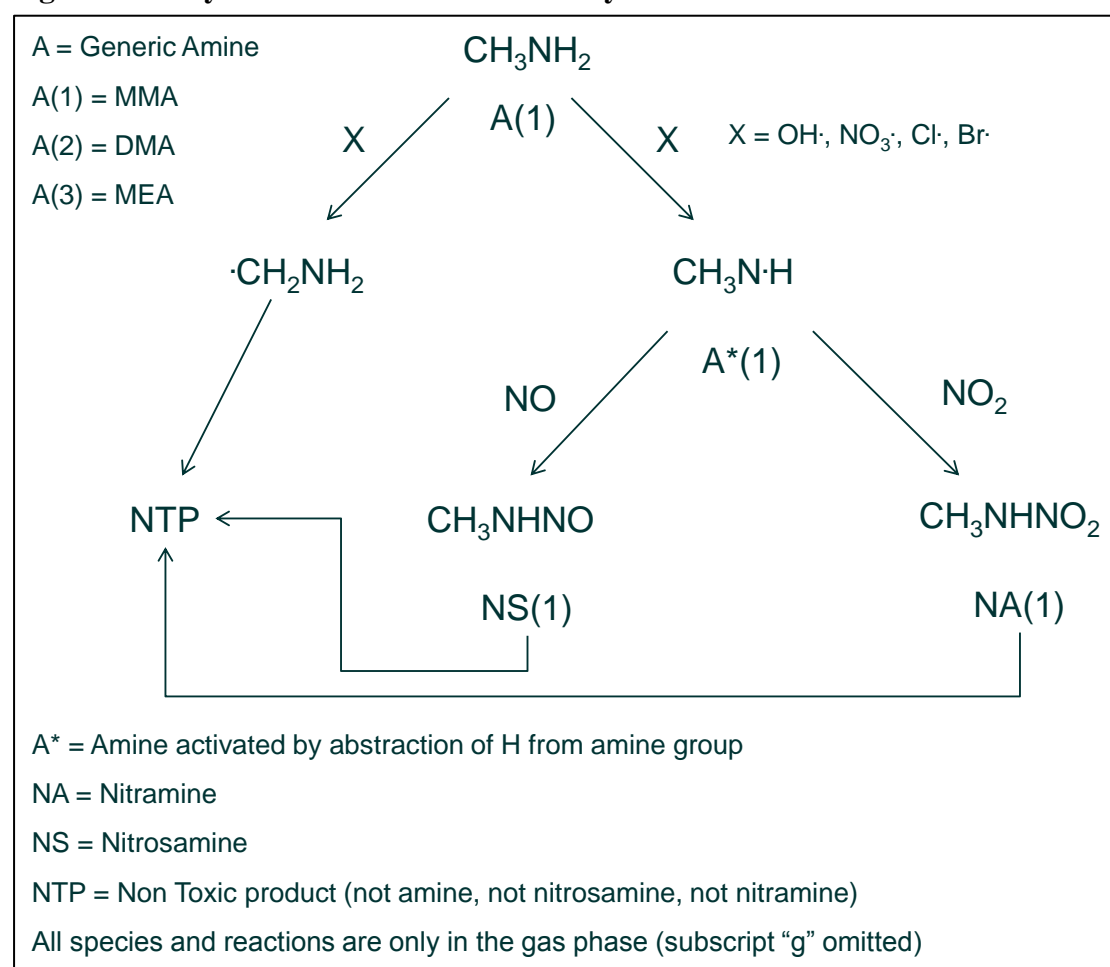 A = Generic Amine
CH₃NH₂
A(1) = MMA
A(1)
X
X
X = OH·, NO₃·, Cl·, Br·
A(2) = DMA
A(3) = MEA
·CH₂NH₂
CH₃N·H
A*(1)
NO
NO₂
NTP
CH₃NHNO
CH₃NHNO₂
NS(1)
NA(1)
A* = Amine activated by abstraction of H from amine group
NA = Nitramine
NS = Nitrosamine
NTP = Non Toxic product (not amine, not nitrosamine, not nitramine)
All species and reactions are only in the gas phase (subscript “g” omitted)